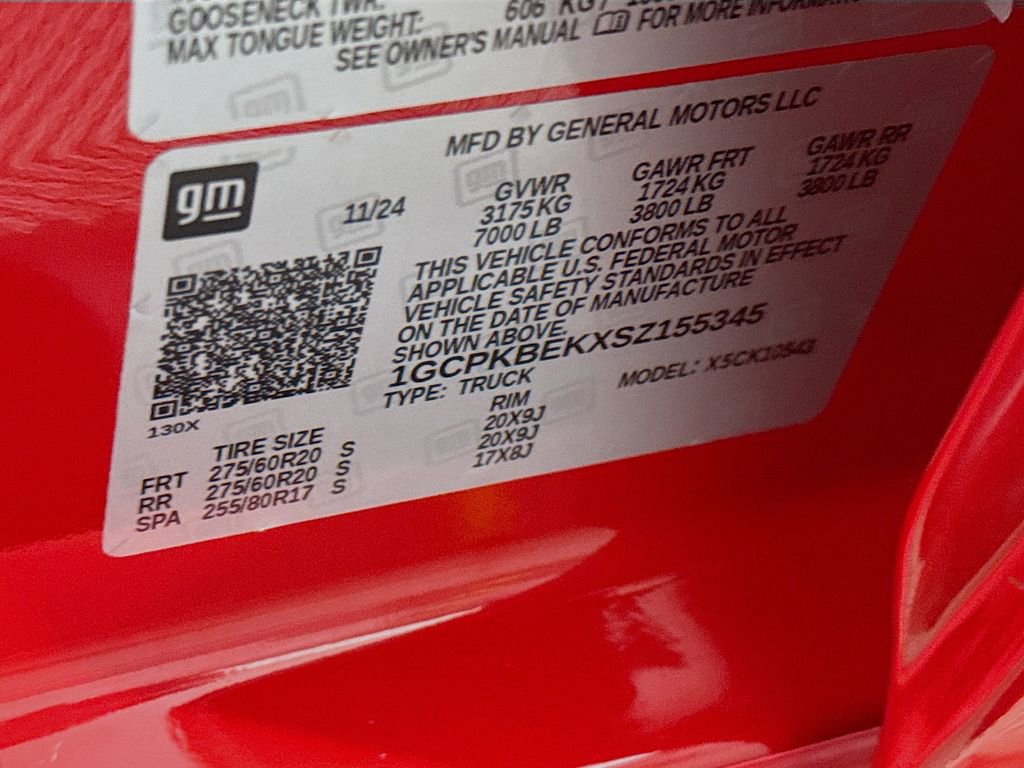 GOOSENECK TWR:
MAX TONGUE WEIGHT: 606 KG
SEE OWNER'S MANUAL FOR MORE
MFD BY GENERAL MOTORS LLC
gm
11/24
GVWR GAWR FRT GAWR RR
3175 KG 1724 KG 1724 KG
7000 LB 3800 LB 3800 LB
THIS VEHICLE CONFORMS TO ALL
APPLICABLE U.S. FEDERAL MOTOR
VEHICLE SAFETY STANDARDS IN EFFECT
ON THE DATE OF MANUFACTURE
SHOWN ABOVE.
1GCPKBEKXSZ155345
TYPE: TRUCK MODEL: X5CK10543
130X
TIRE SIZE RIM
FRT 275/60R20 S 20X9J
RR 275/60R20 S 20X9J
SPA 255/80R17 S 17X8J